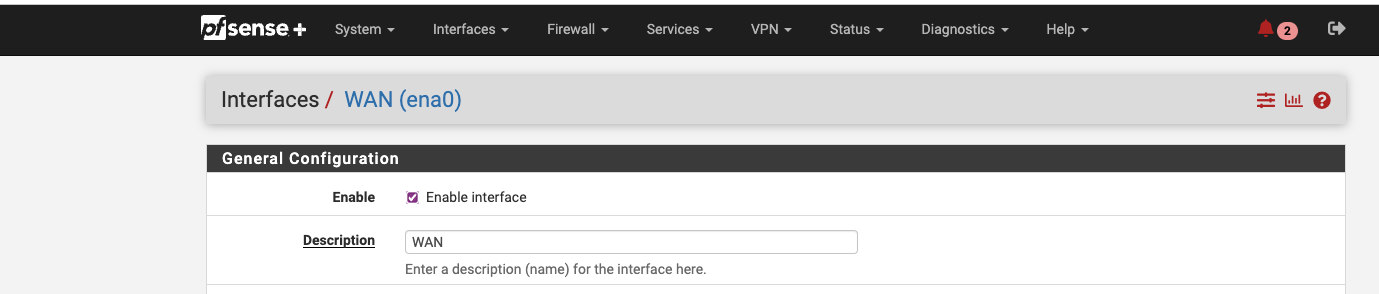 pfsense+ System Interfaces Firewall Services VPN Status Diagnostics Help 2
Interfaces / WAN (ena0)
General Configuration
Enable Enable interface
Description WAN
Enter a description (name) for the interface here.